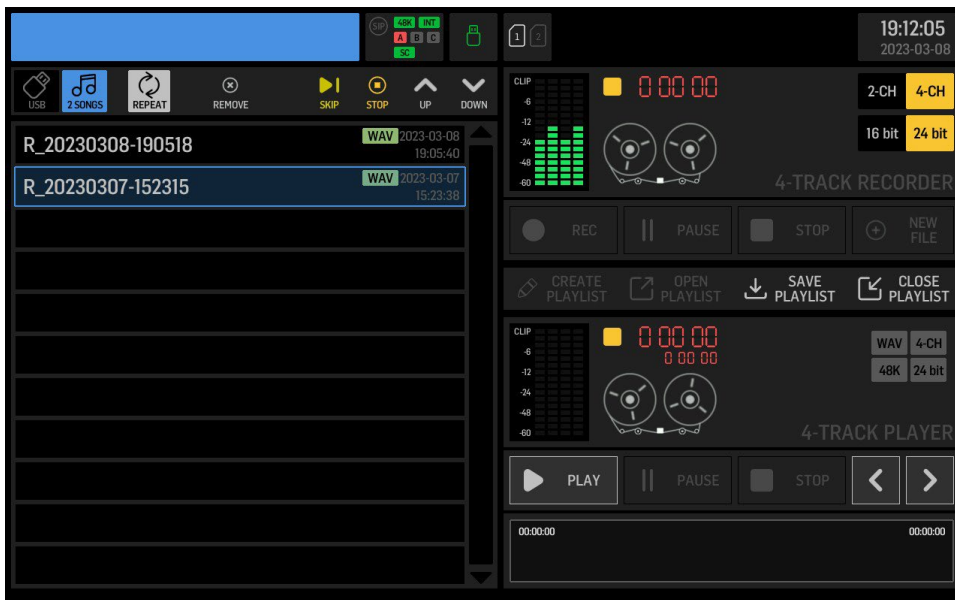 SIP 48K INT
A B C
SC
1 2
19:12:05
2023-03-08
USB
2 SONGS
REPEAT
REMOVE
SKIP
STOP
UP
DOWN
R_20230308-190518
WAV 2023-03-08
19:05:40
R_20230307-152315
WAV 2023-03-07
15:23:38
CLIP
-6
-12
-24
-48
-60
0 00 00
2-CH 4-CH
16 bit 24 bit
4-TRACK RECORDER
REC
PAUSE
STOP
NEW
FILE
CREATE
PLAYLIST
OPEN
PLAYLIST
SAVE
PLAYLIST
CLOSE
PLAYLIST
CLIP
-6
-12
-24
-48
-60
0 00 00
0 00 00
WAV 4-CH
48K 24 bit
4-TRACK PLAYER
PLAY
PAUSE
STOP
00:00:00 00:00:00